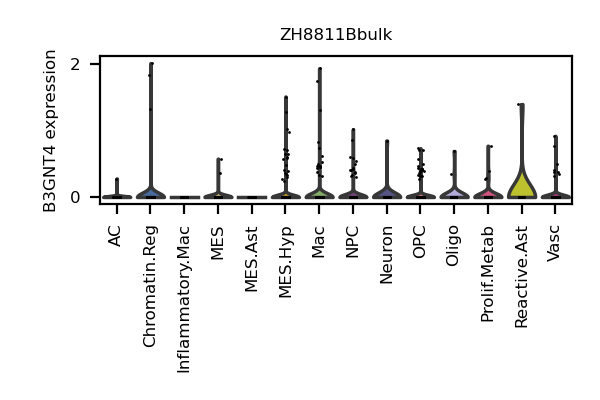 ZH8811Bbulk
B3GNT4 expression
2
0
AC
Chromatin.Reg
Inflammatory.Mac
MES
MES.Ast
MES.Hyp
Mac
NPC
Neuron
OPC
Oligo
Prolif.Metab
Reactive.Ast
Vasc